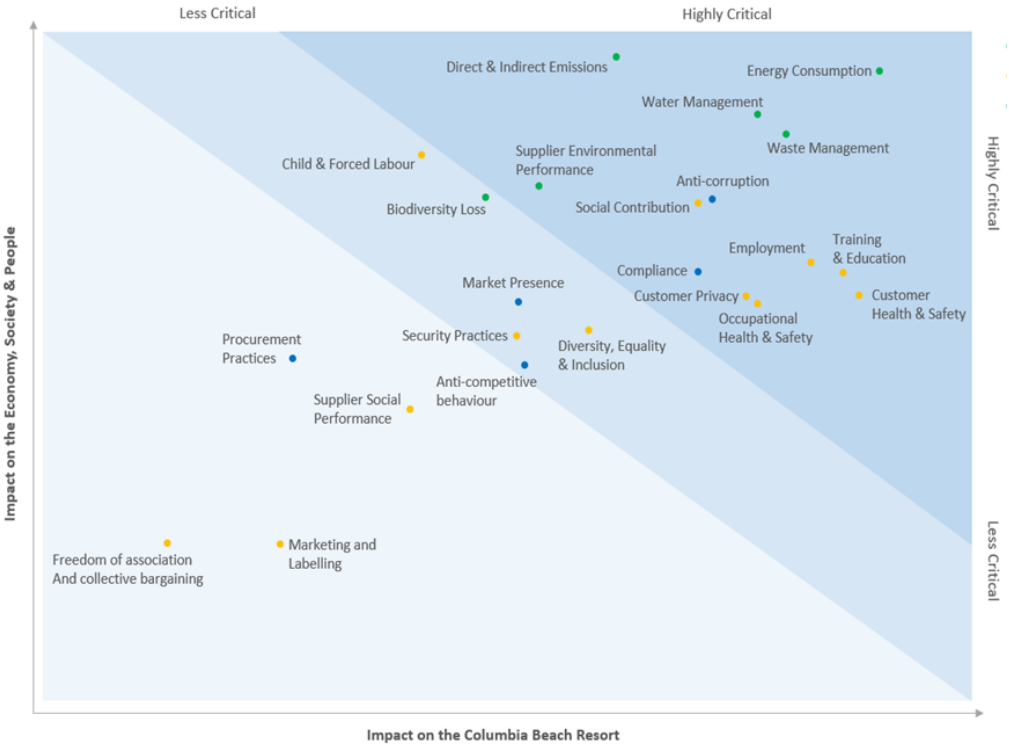 Less Critical
Highly Critical
Direct & Indirect Emissions
Energy Consumption
Water Management
Waste Management
Child & Forced Labour
Supplier Environmental
Performance
Anti-corruption
Biodiversity Loss
Social Contribution
Employment
Training
& Education
Compliance
Market Presence
Customer Privacy
Customer
Health & Safety
Occupational
Health & Safety
Security Practices
Diversity, Equality
& Inclusion
Procurement
Practices
Anti-competitive
behaviour
Supplier Social
Performance
Freedom of association
And collective bargaining
Marketing and
Labelling
Highly Critical
Less Critical
Impact on the Economy, Society & People
Impact on the Columbia Beach Resort